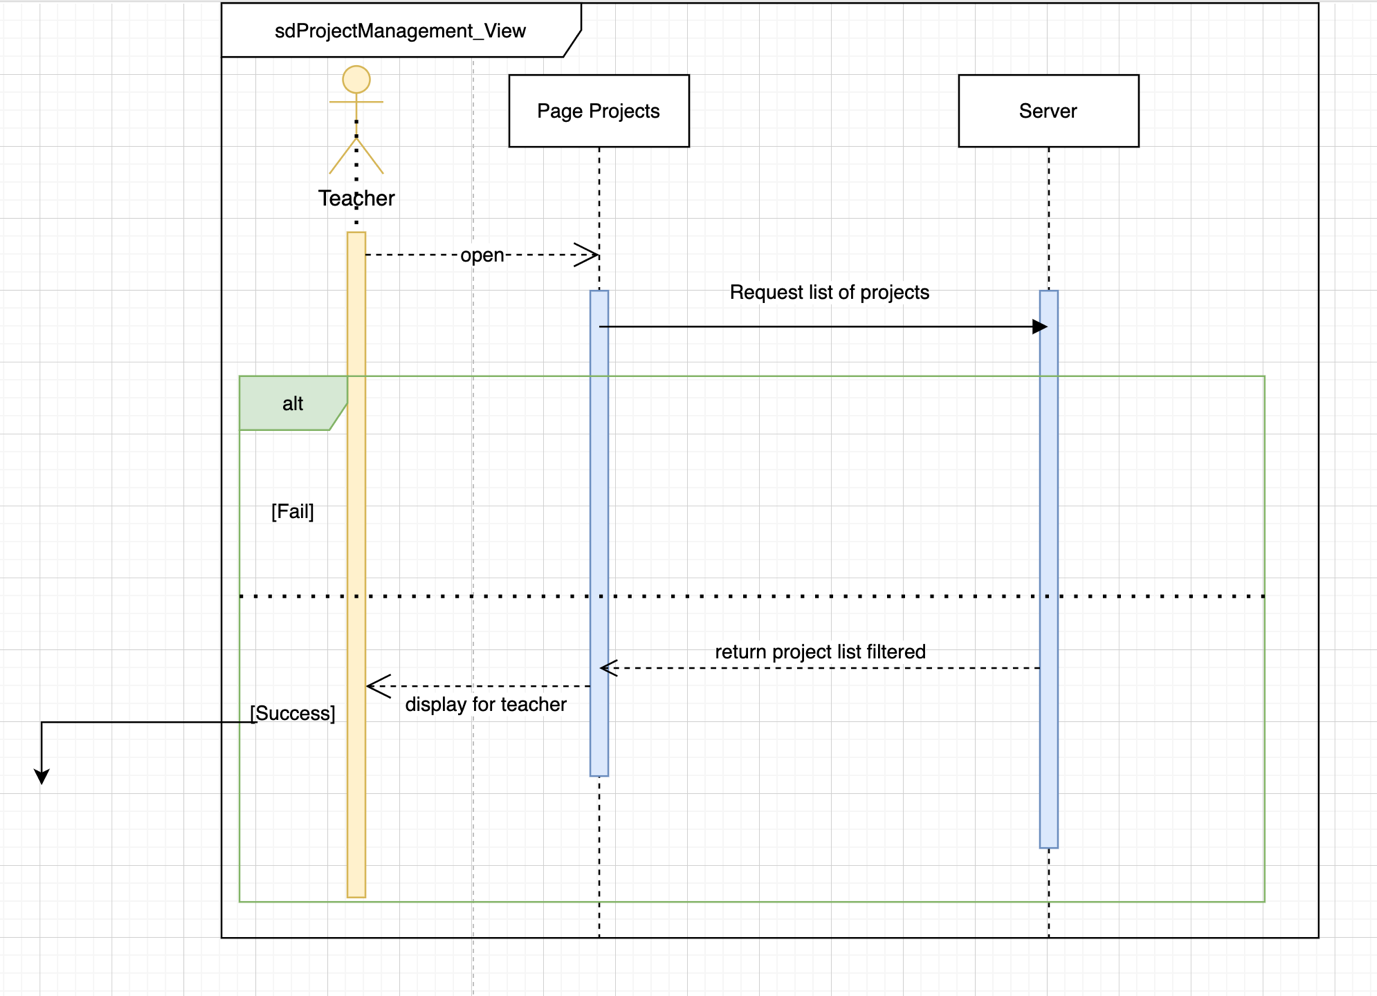 sdProjectManagement_View
Page Projects
Server
Teacher
open
Request list of projects
alt
[Fail]
return project list filtered
display for teacher
[Success]